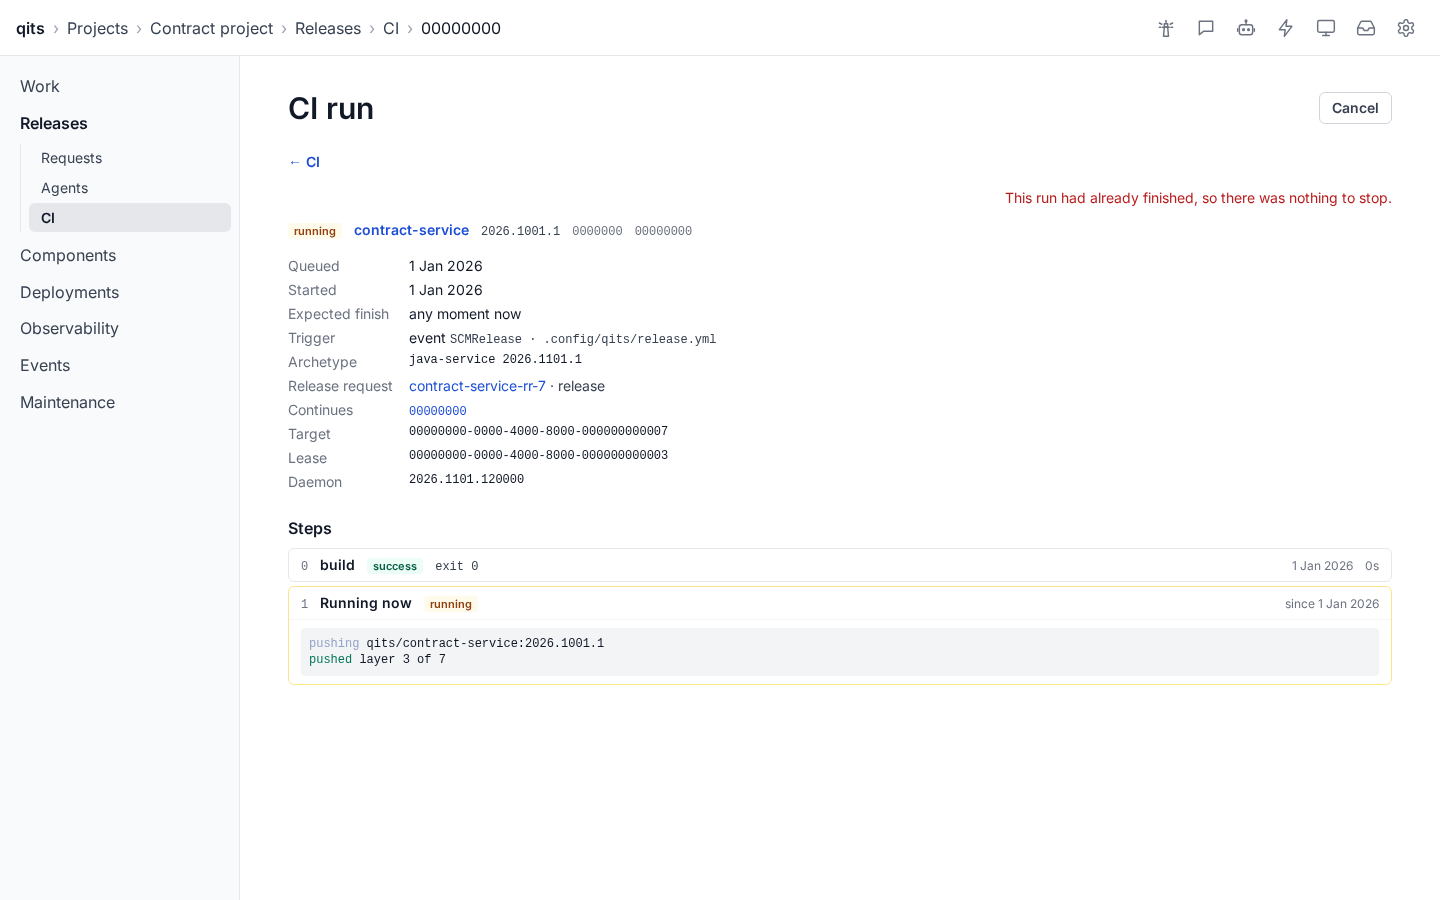 qits › Projects › Contract project › Releases › CI › 00000000
Work
Releases
Requests
Agents
CI
Components
Deployments
Observability
Events
Maintenance
CI run
Cancel
← CI
This run had already finished, so there was nothing to stop.
running contract-service 2026.1001.1 0000000 00000000
Queued 1 Jan 2026
Started 1 Jan 2026
Expected finish any moment now
Trigger event SCMRelease · .config/qits/release.yml
Archetype java-service 2026.1101.1
Release request contract-service-rr-7 · release
Continues 00000000
Target 00000000-0000-4000-8000-000000000007
Lease 00000000-0000-4000-8000-000000000003
Daemon 2026.1101.120000
Steps
0 build success exit 0 1 Jan 2026 0s
1 Running now running since 1 Jan 2026
pushing qits/contract-service:2026.1001.1
pushed layer 3 of 7